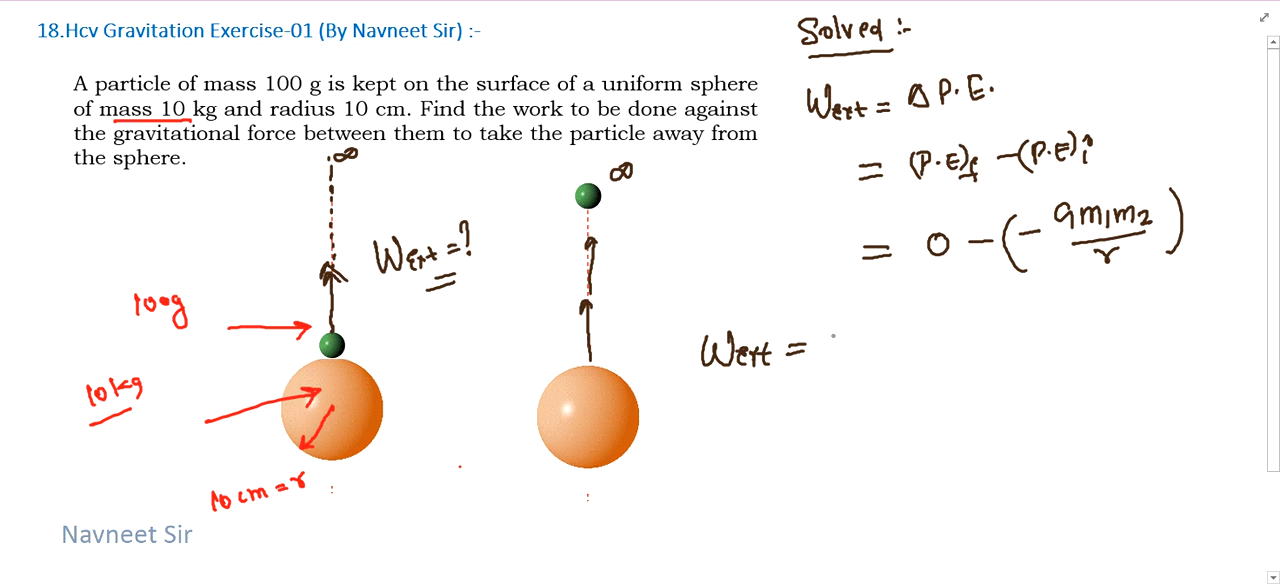 18.Hcv Gravitation Exercise-01 (By Navneet Sir) :-
A particle of mass 100 g is kept on the surface of a uniform sphere
of mass 10 kg and radius 10 cm. Find the work to be done against
the gravitational force between them to take the particle away from
the sphere.
∞
∞
Wext =?
100g
10kg
10 cm = r
Solved :-
Wext = Δ P.E.
= (P.E)f - (P.E)i
= 0 - (- Gm1m2/r)
Wext =
Navneet Sir